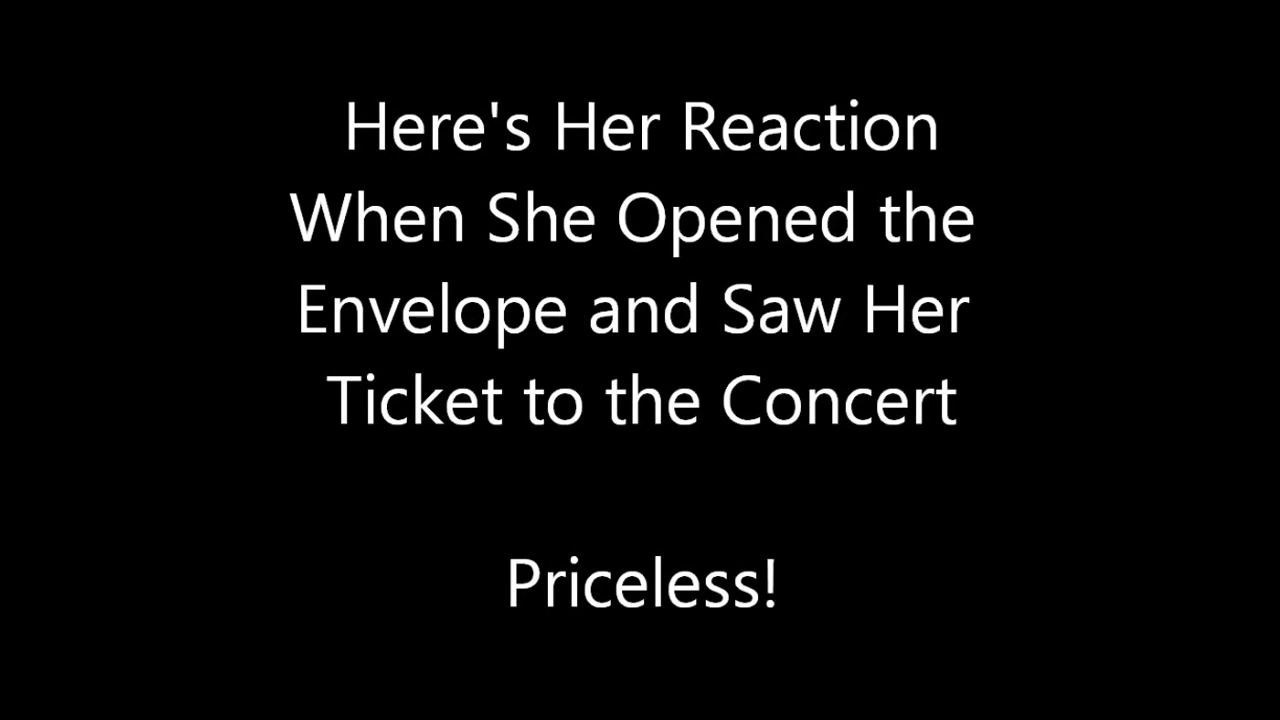 Here's Her Reaction
When She Opened the
Envelope and Saw Her
Ticket to the Concert
Priceless!